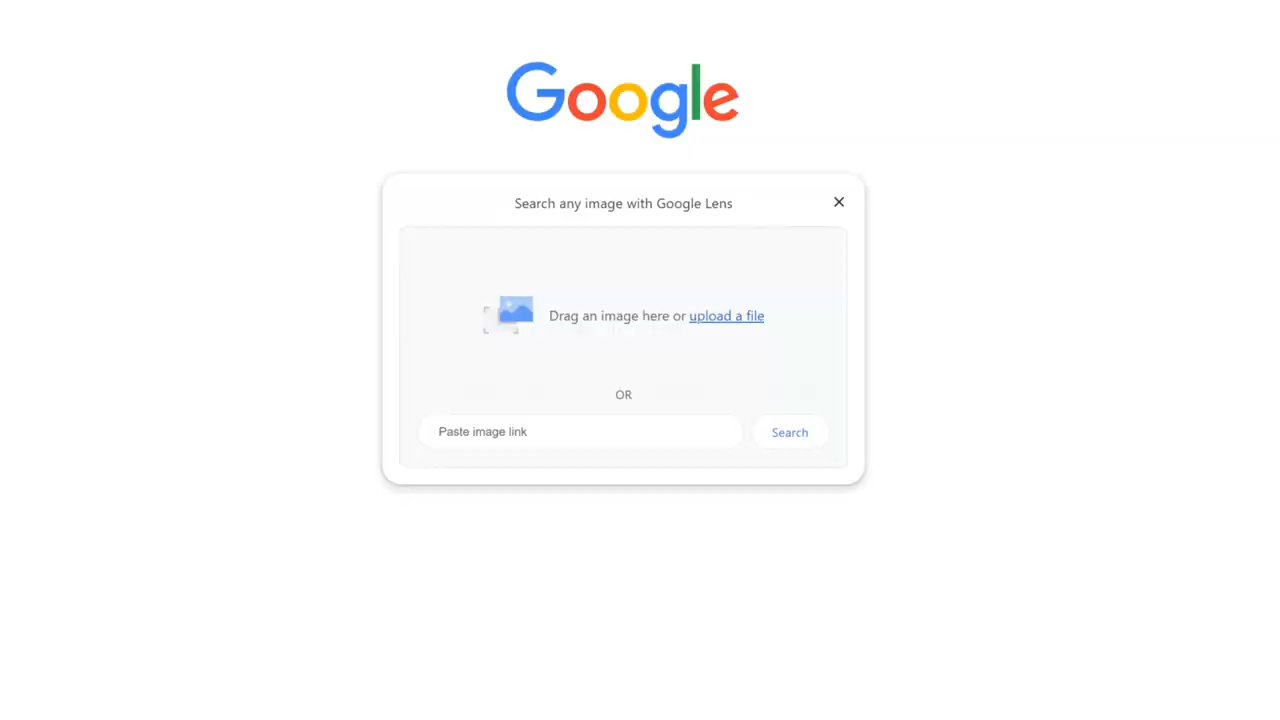 Google
Search any image with Google Lens
Drag an image here or upload a file
OR
Paste image link
Search